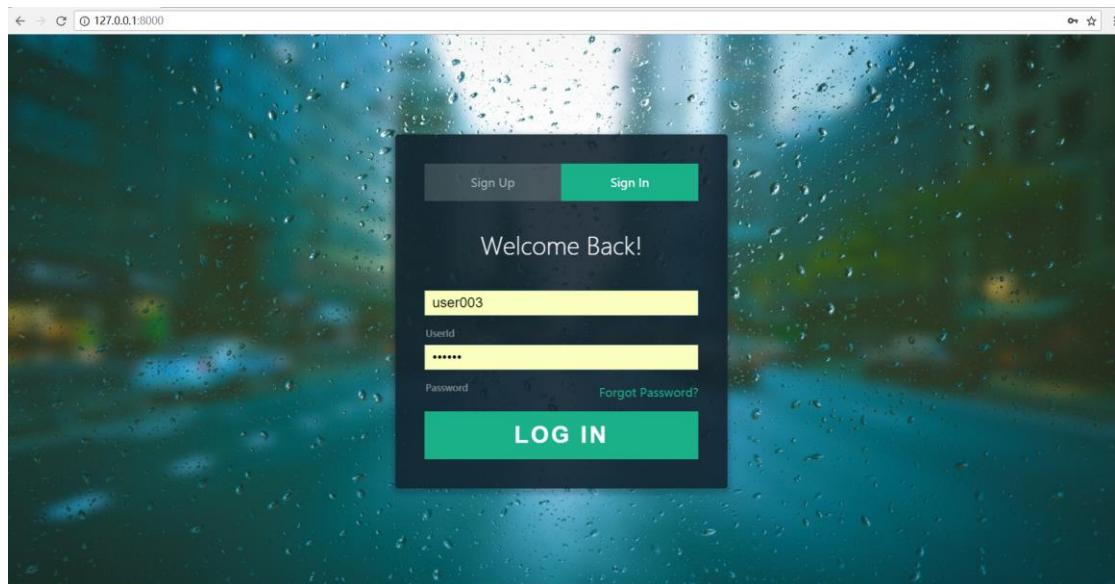 127.0.0.1:8000
Sign Up Sign In
Welcome Back!
user003
UserId
••••••
Password Forgot Password?
LOG IN